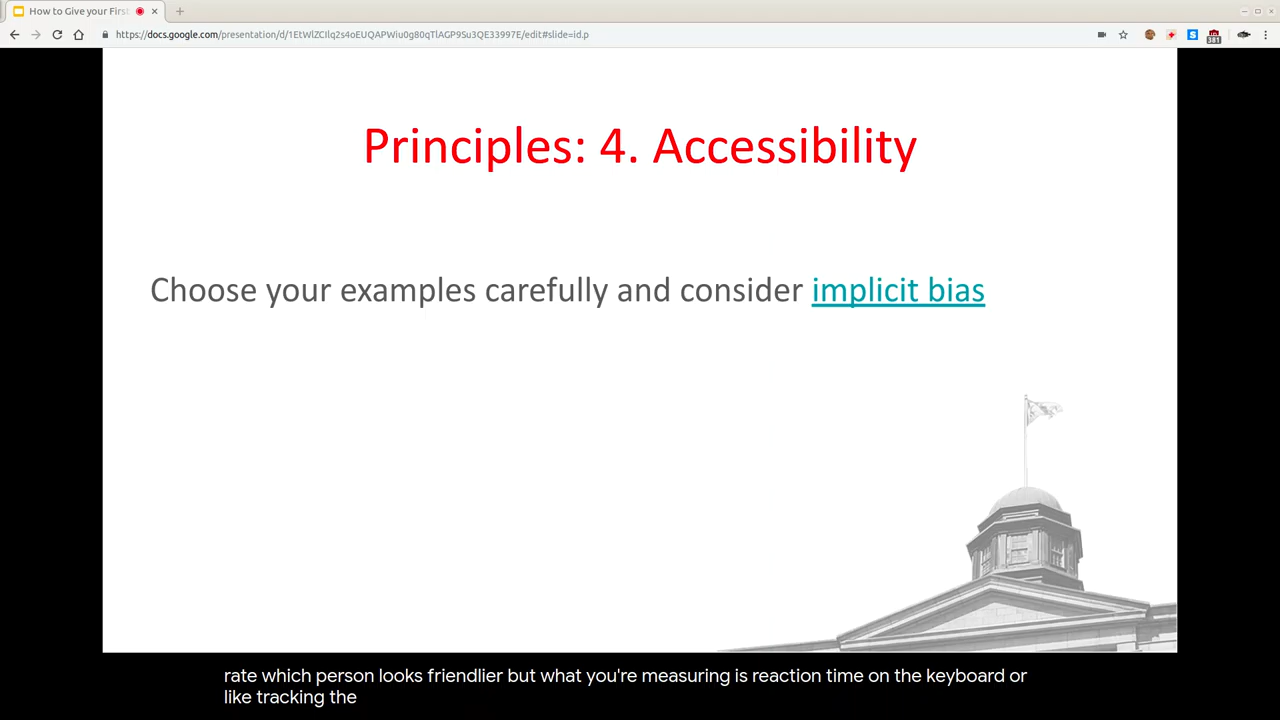 How to Give your First
https://docs.google.com/presentation/d/1EtWlZCIlq2s4oEUQAPWiu0g80qTlAGP9Su3QE33997E/edit#slide=id.p
381
Principles: 4. Accessibility
Choose your examples carefully and consider implicit bias
rate which person looks friendlier but what you're measuring is reaction time on the keyboard or
like tracking the